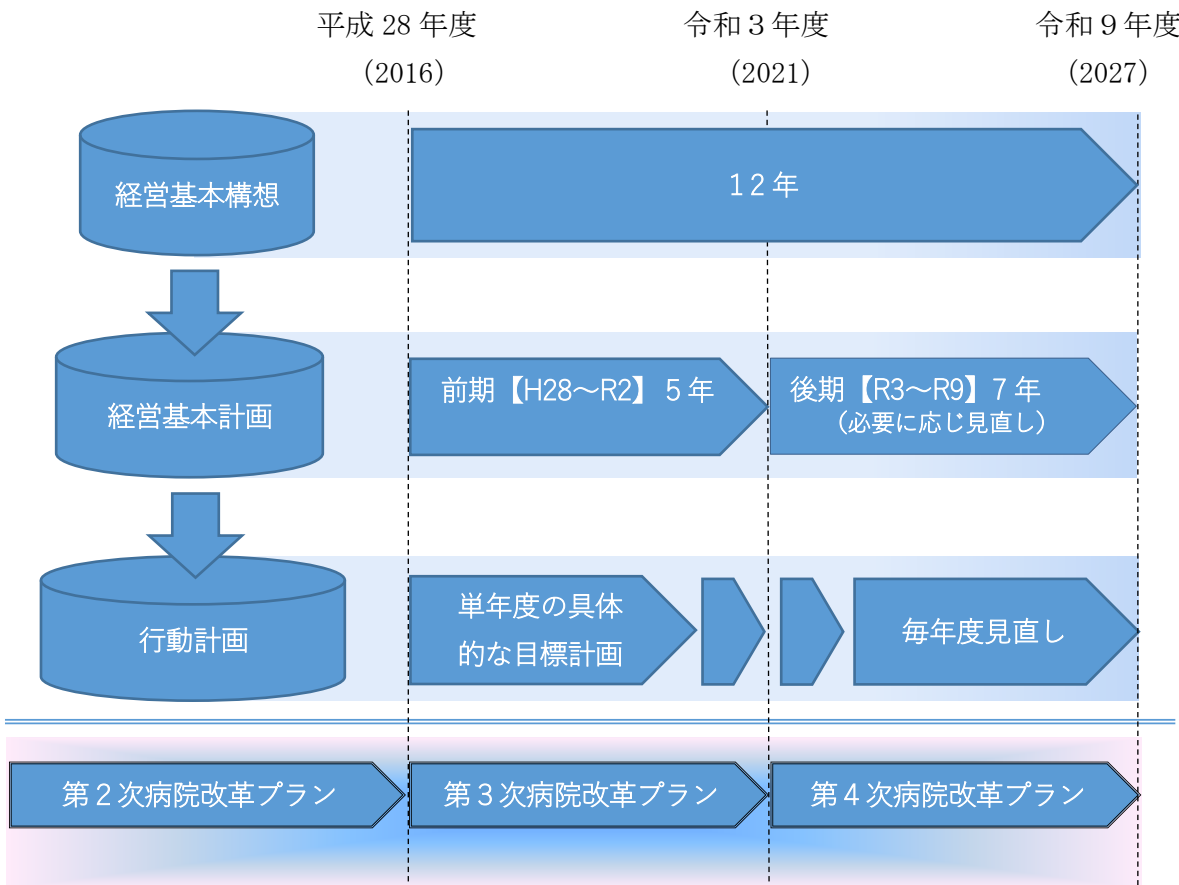 平成 28 年度
（2016）
令和３年度
（2021）
令和９年度
（2027）
経営基本構想
１２年
経営基本計画
前期【H28～R2】 ５年
後期【R3～R9】７年
（必要に応じ見直し）
行動計画
単年度の具体
的な目標計画
毎年度見直し
第２次病院改革プラン
第３次病院改革プラン
第４次病院改革プラン